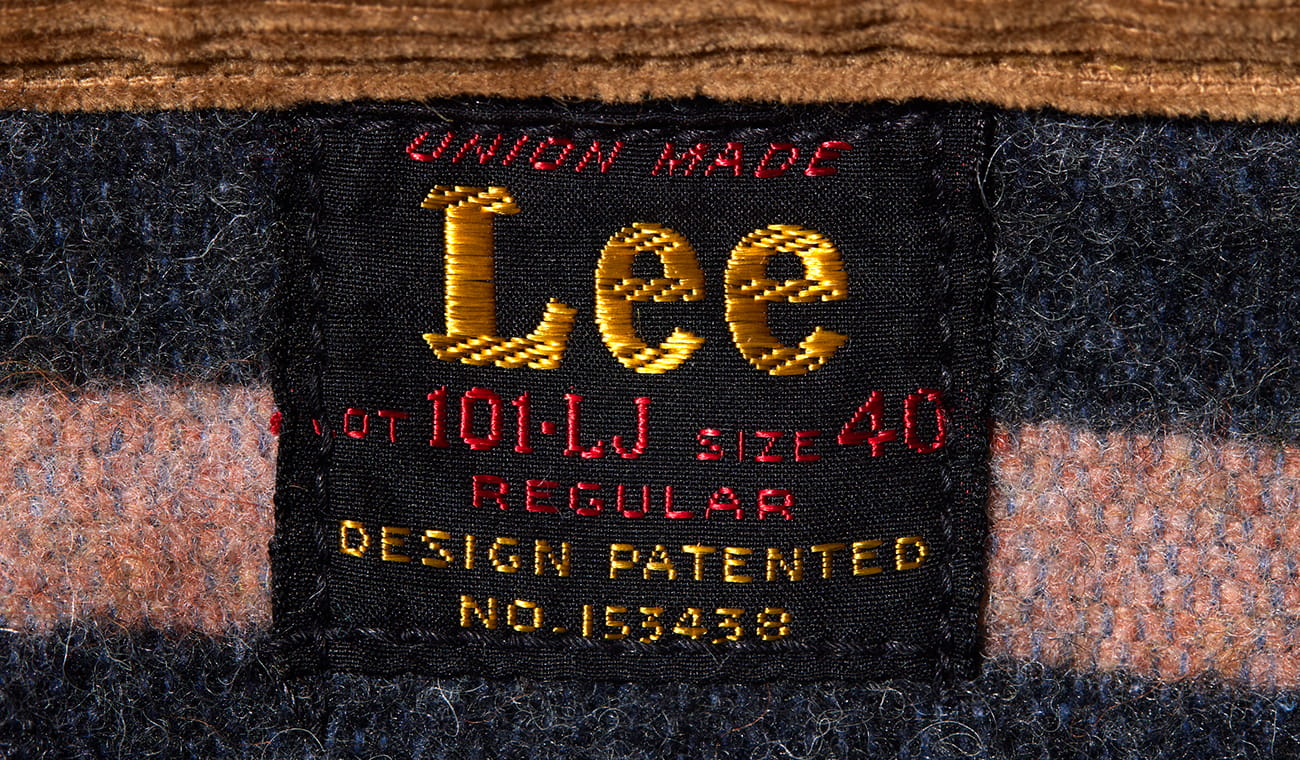 UNION MADE
Lee
LOT 101·LJ SIZE 40
REGULAR
DESIGN PATENTED
NO. 153438